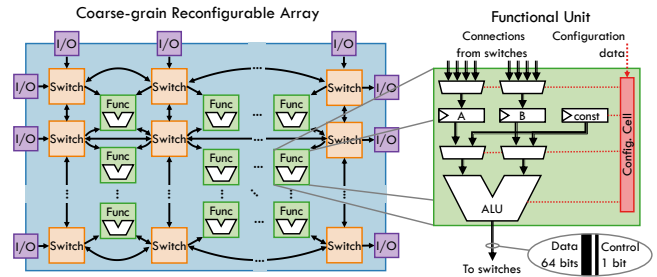 Coarse-grain Reconfigurable Array
I/O I/O I/O
I/O Switch Switch ... Switch I/O
Func Func Func
I/O Switch Switch ... Switch I/O
Func Func Func
... ... ...
Func Func Func
I/O Switch Switch ... Switch I/O
Functional Unit
Connections
from switches
Configuration
data
A B const
Config. Cell
ALU
To switches
Data
64 bits
Control
1 bit